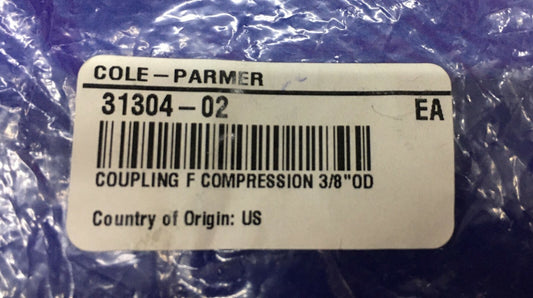 COLE-PARMER
31304-02 EA
COUPLING F COMPRESSION 3/8"OD
Country of Origin: US